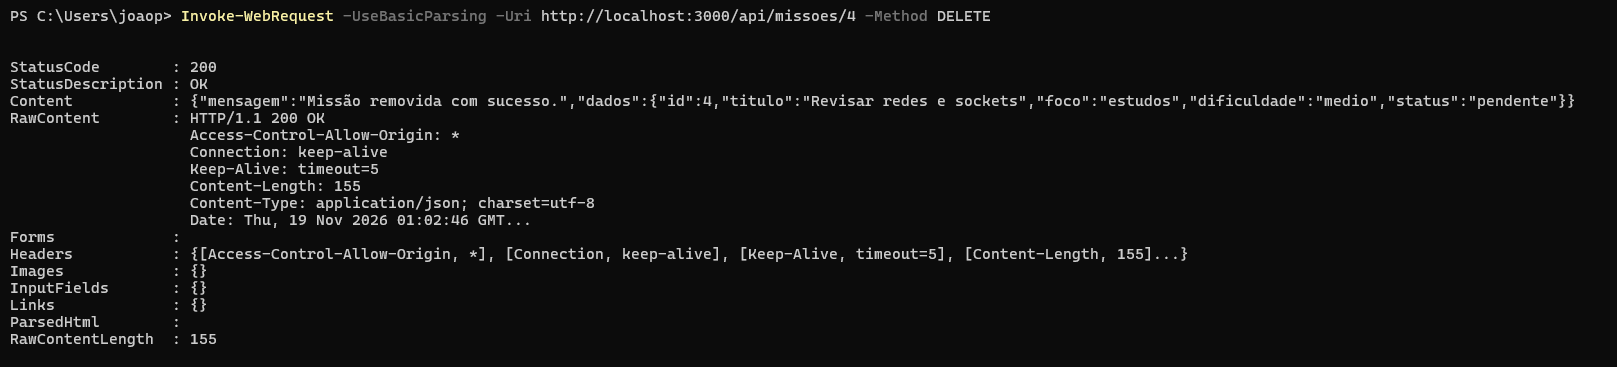 PS C:\Users\joaop> Invoke-WebRequest -UseBasicParsing -Uri http://localhost:3000/api/missoes/4 -Method DELETE
StatusCode        : 200
StatusDescription : OK
Content           : {"mensagem":"Missão removida com sucesso.","dados":{"id":4,"titulo":"Revisar redes e sockets","foco":"estudos","dificuldade":"medio","status":"pendente"}}
RawContent        : HTTP/1.1 200 OK
                    Access-Control-Allow-Origin: *
                    Connection: keep-alive
                    Keep-Alive: timeout=5
                    Content-Length: 155
                    Content-Type: application/json; charset=utf-8
                    Date: Thu, 19 Nov 2026 01:02:46 GMT...
Forms             :
Headers           : {[Access-Control-Allow-Origin, *], [Connection, keep-alive], [Keep-Alive, timeout=5], [Content-Length, 155]...}
Images            : {}
InputFields       : {}
Links             : {}
ParsedHtml        :
RawContentLength  : 155